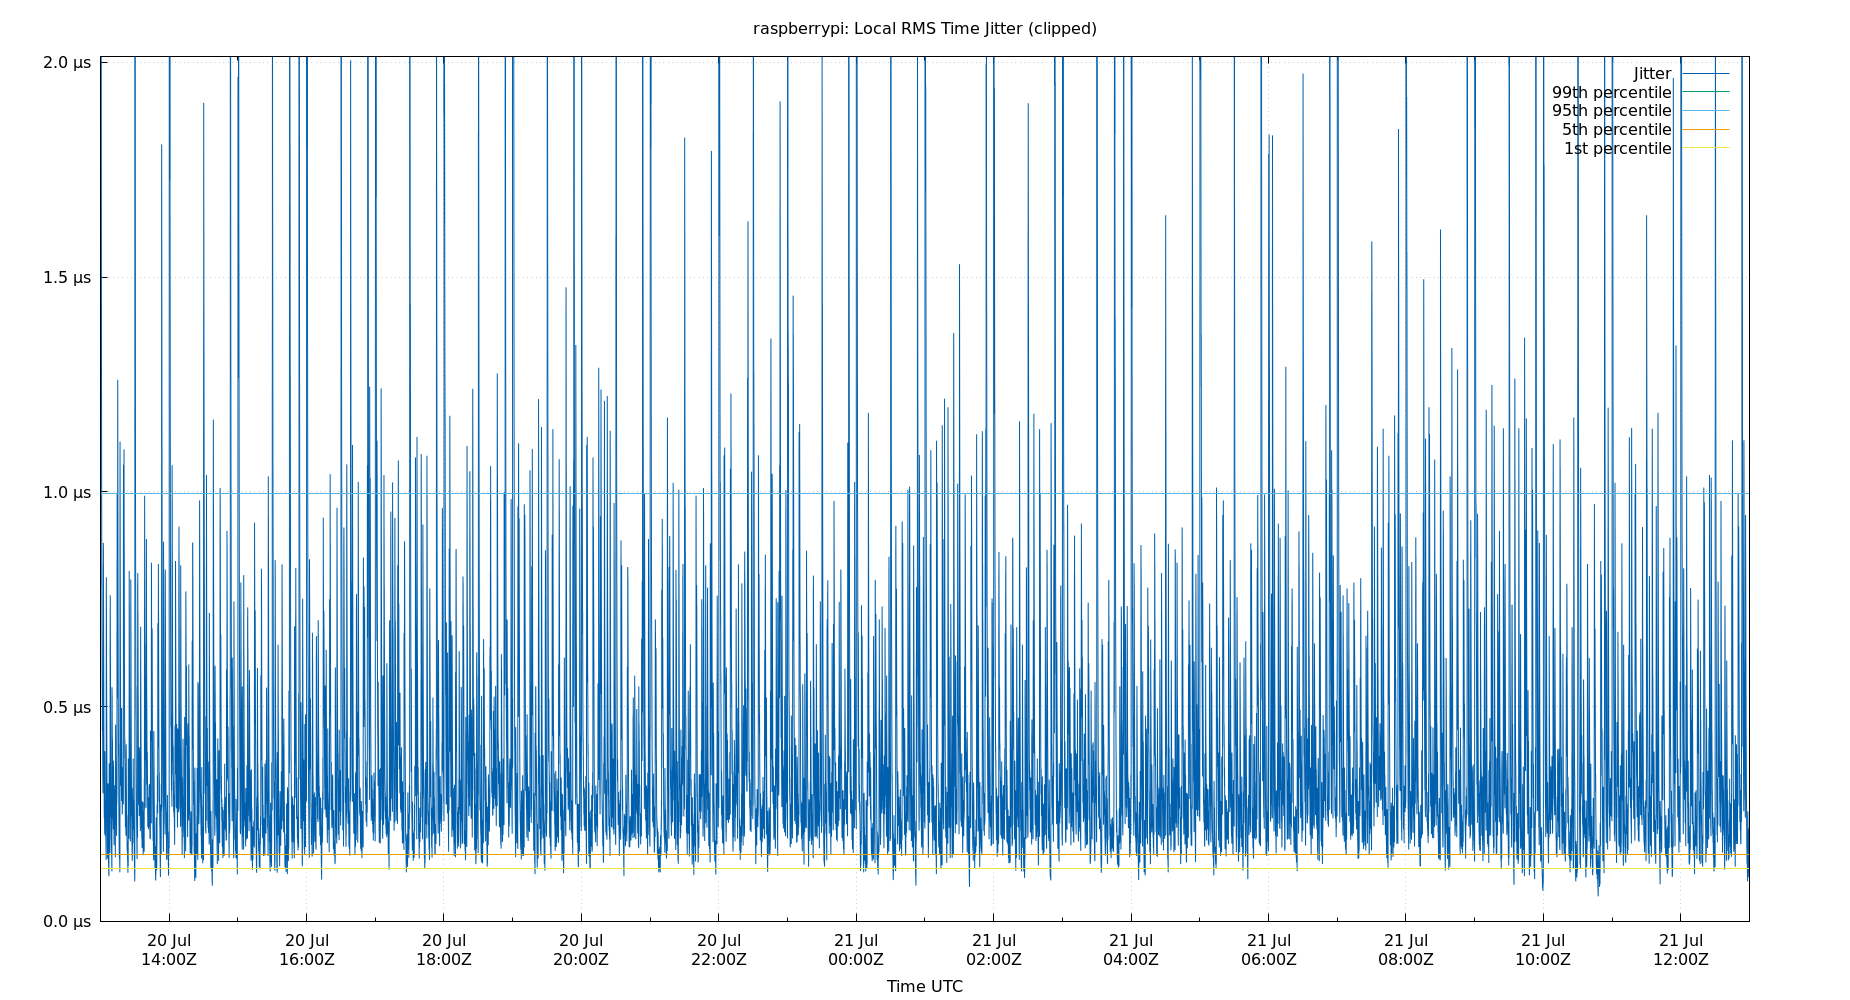 raspberrypi: Local RMS Time Jitter (clipped)
2.0 µs
1.5 µs
1.0 µs
0.5 µs
0.0 µs
Jitter
99th percentile
95th percentile
5th percentile
1st percentile
20 Jul 20 Jul 20 Jul 20 Jul 20 Jul 21 Jul 21 Jul 21 Jul 21 Jul 21 Jul 21 Jul 21 Jul
14:00Z 16:00Z 18:00Z 20:00Z 22:00Z 00:00Z 02:00Z 04:00Z 06:00Z 08:00Z 10:00Z 12:00Z
Time UTC